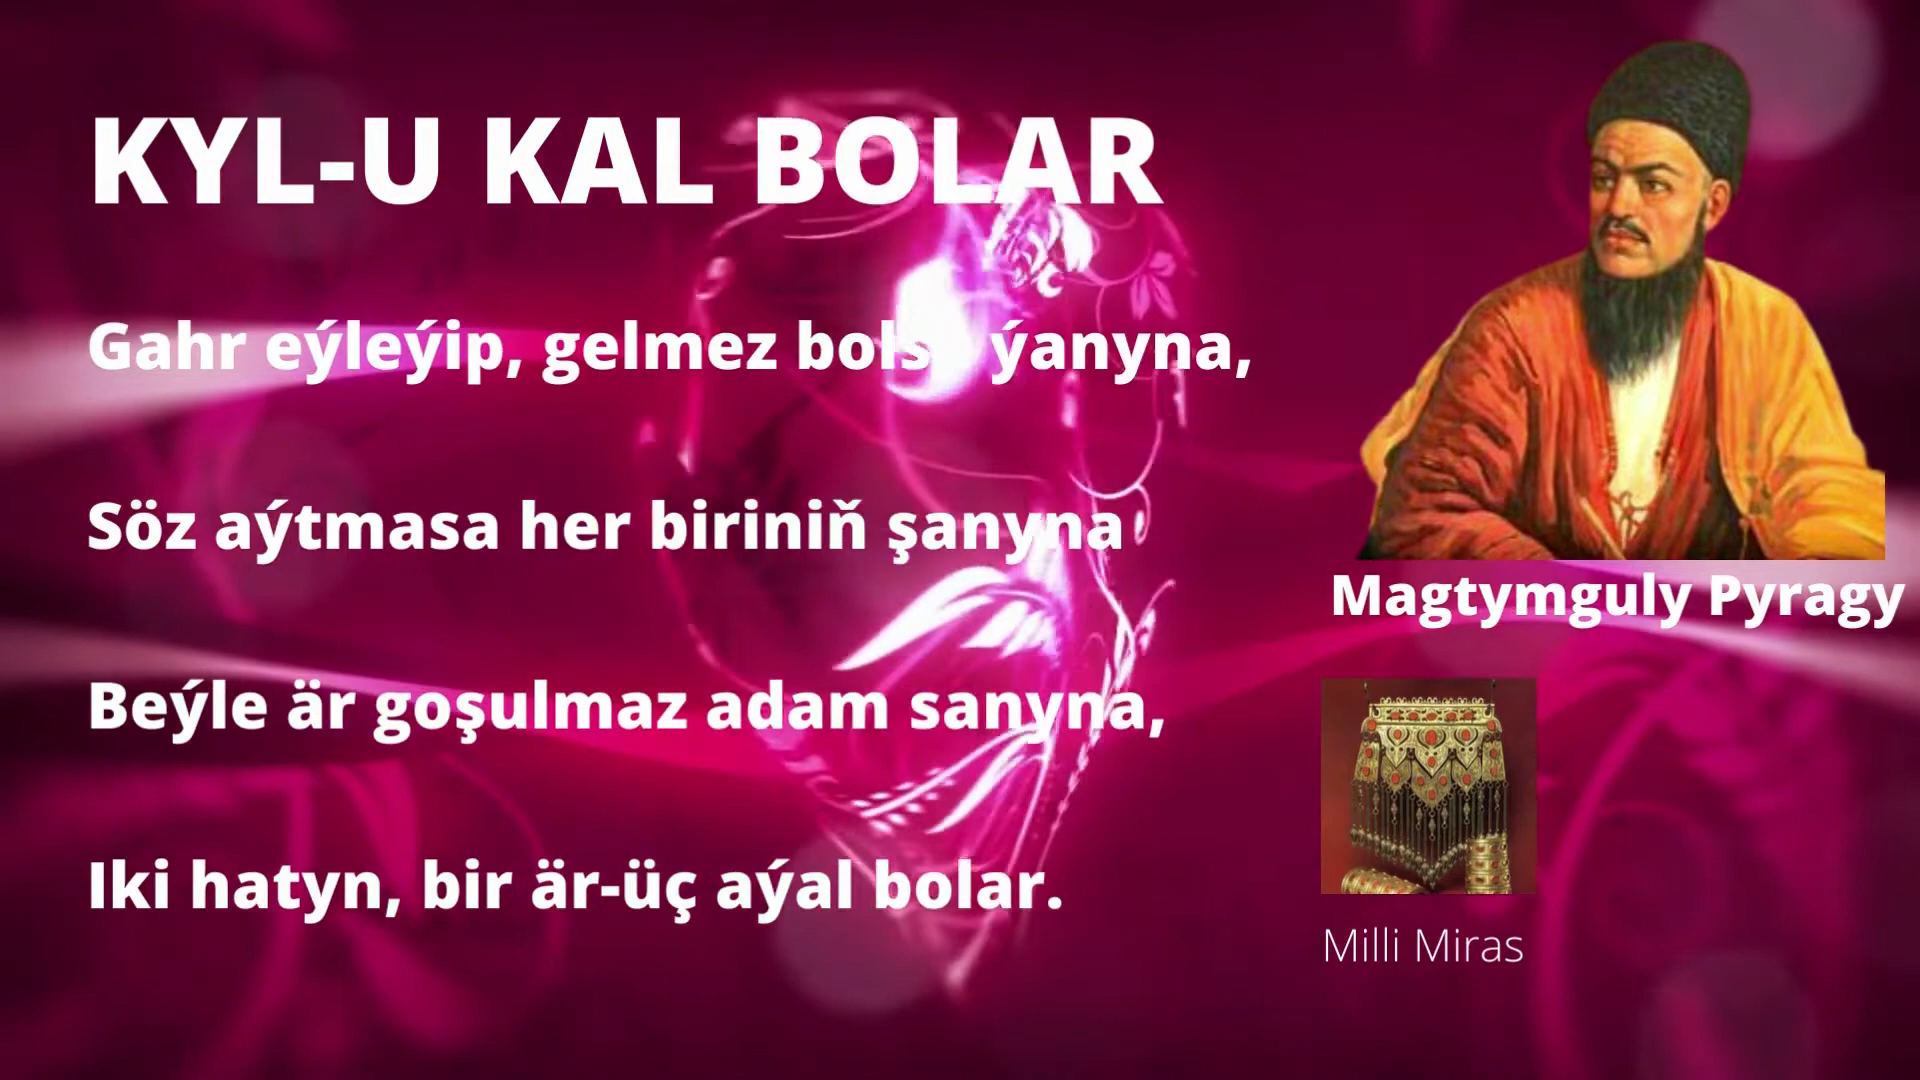 KYL-U KAL BOLAR
Gahr eýleýip, gelmez bolsa ýanyna,
Söz aýtmasa her biriniň şanyna
Beýle är goşulmaz adam sanyna,
Iki hatyn, bir är-üç aýal bolar.
Magtymguly Pyragy
Milli Miras